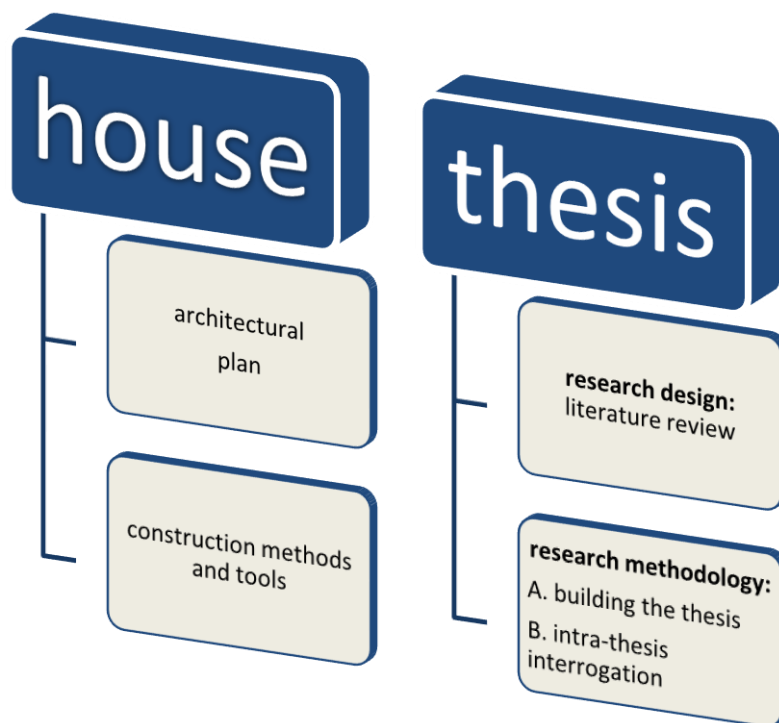 house
architectural
plan
construction methods
and tools
thesis
research design:
literature review
research methodology:
A. building the thesis
B. intra-thesis
interrogation